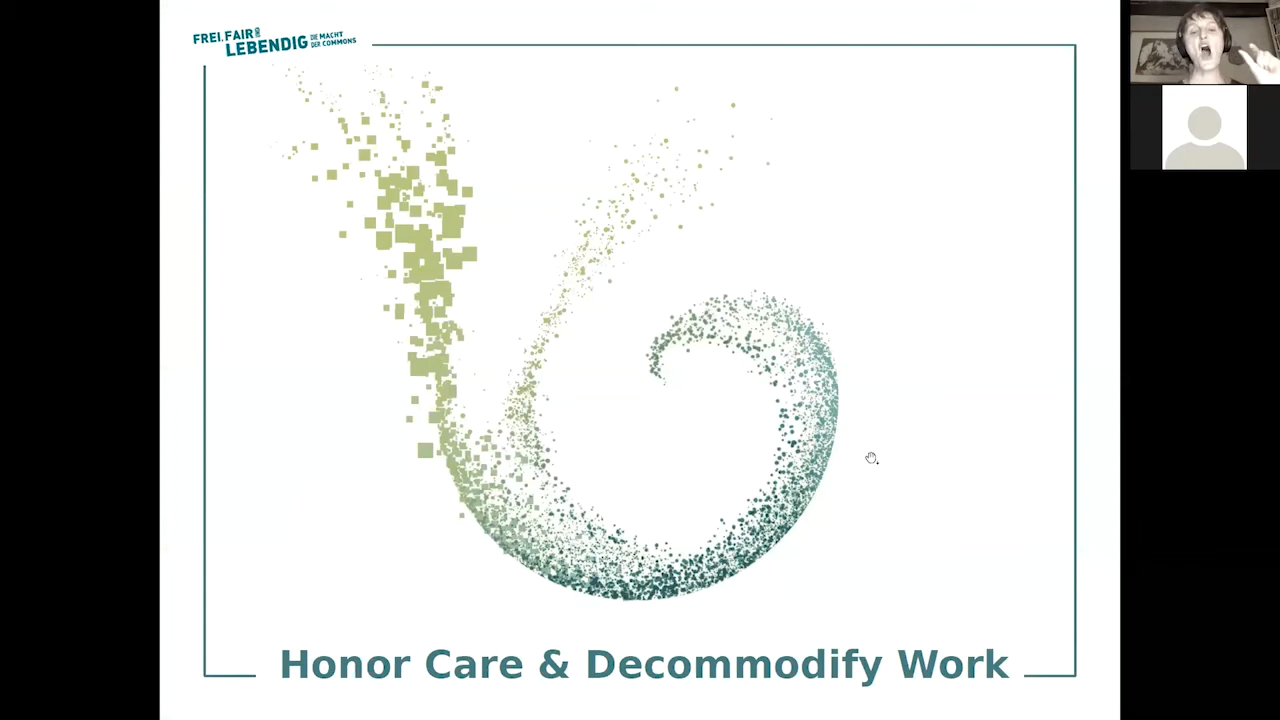 FREI, FAIR UND
LEBENDIG DIE MACHT
DER COMMONS
Honor Care & Decommodify Work